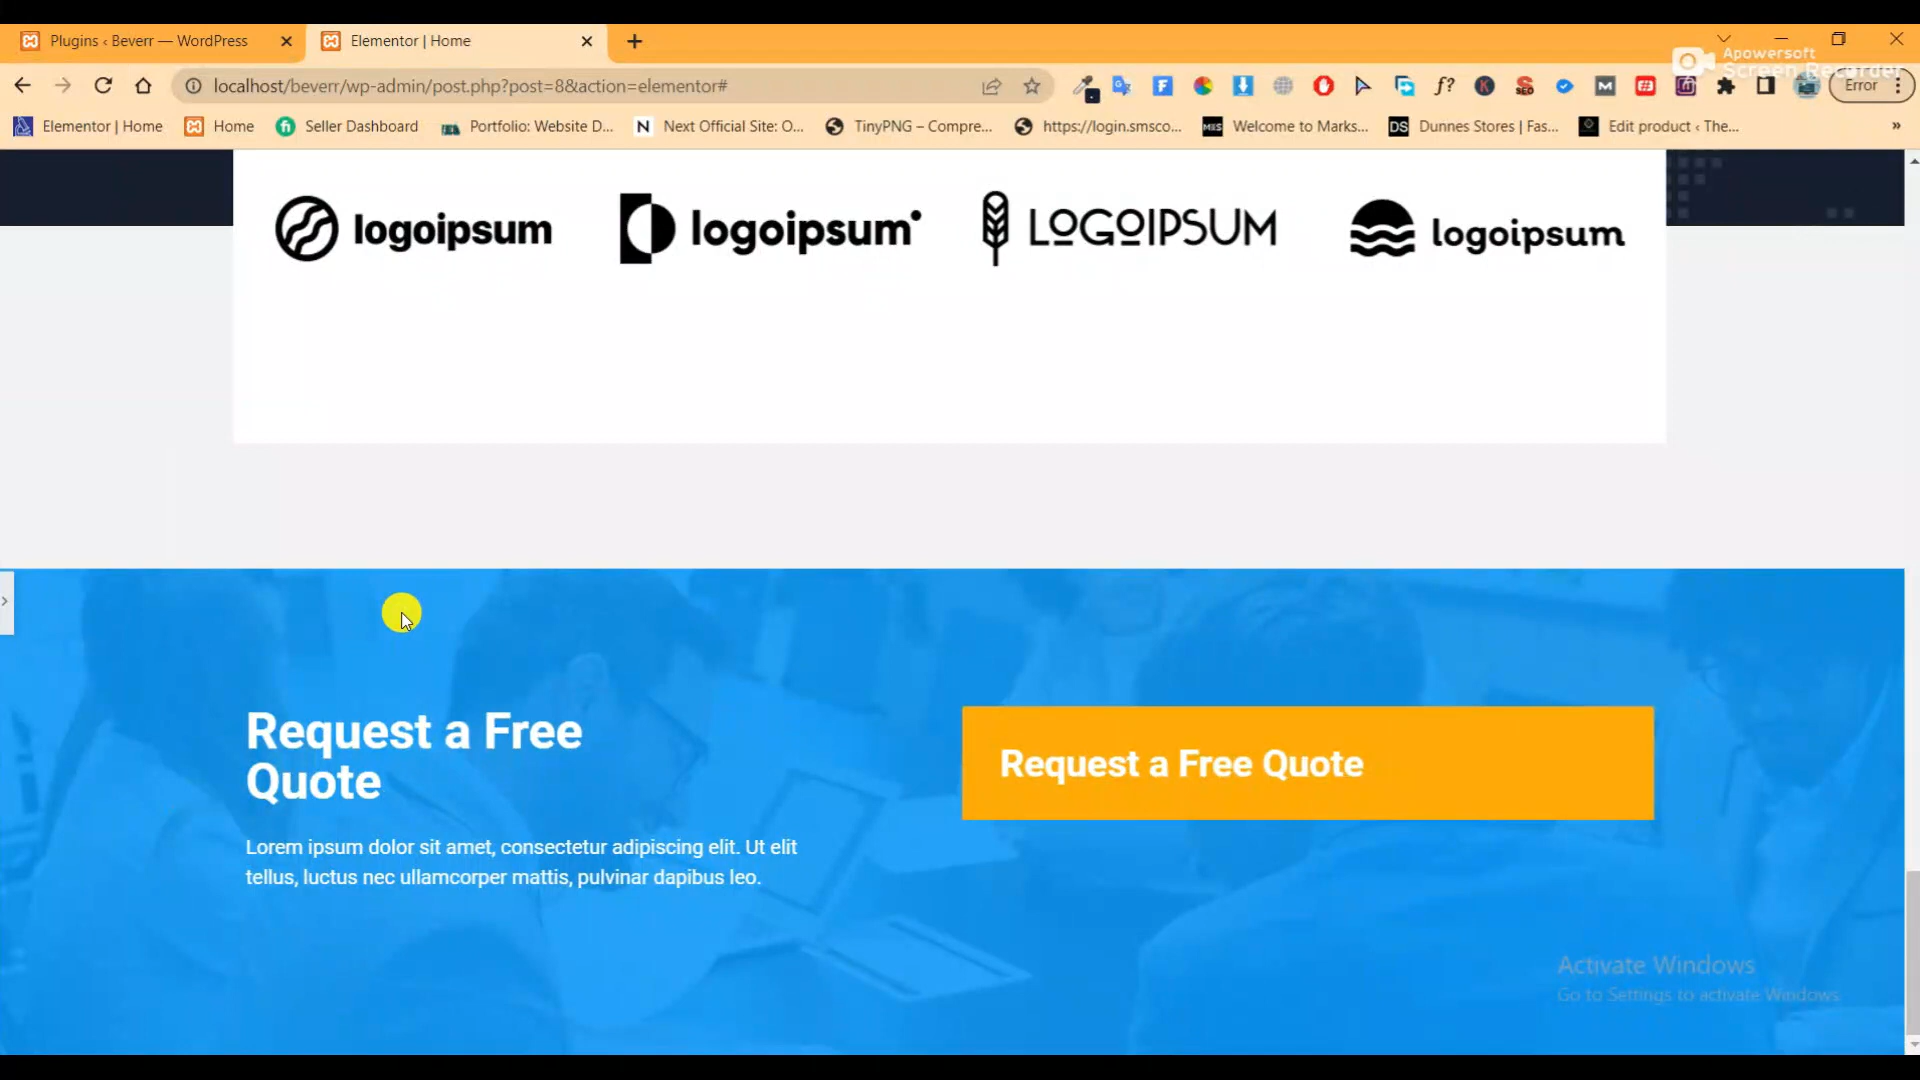 Plugins ‹ Beverr — WordPress
Elementor | Home
Apowersoft
Screen Recorder
localhost/beverr/wp-admin/post.php?post=8&action=elementor#
Error
Elementor | Home
Home
Seller Dashboard
Portfolio: Website D...
Next Official Site: O...
TinyPNG – Compre...
https://login.smsco...
Welcome to Marks...
Dunnes Stores | Fas...
Edit product ‹ The...
logoipsum
logoipsum
LOGOIPSUM
logoipsum
Request a Free
Quote
Lorem ipsum dolor sit amet, consectetur adipiscing elit. Ut elit
tellus, luctus nec ullamcorper mattis, pulvinar dapibus leo.
Request a Free Quote
Activate Windows
Go to Settings to activate Windows.